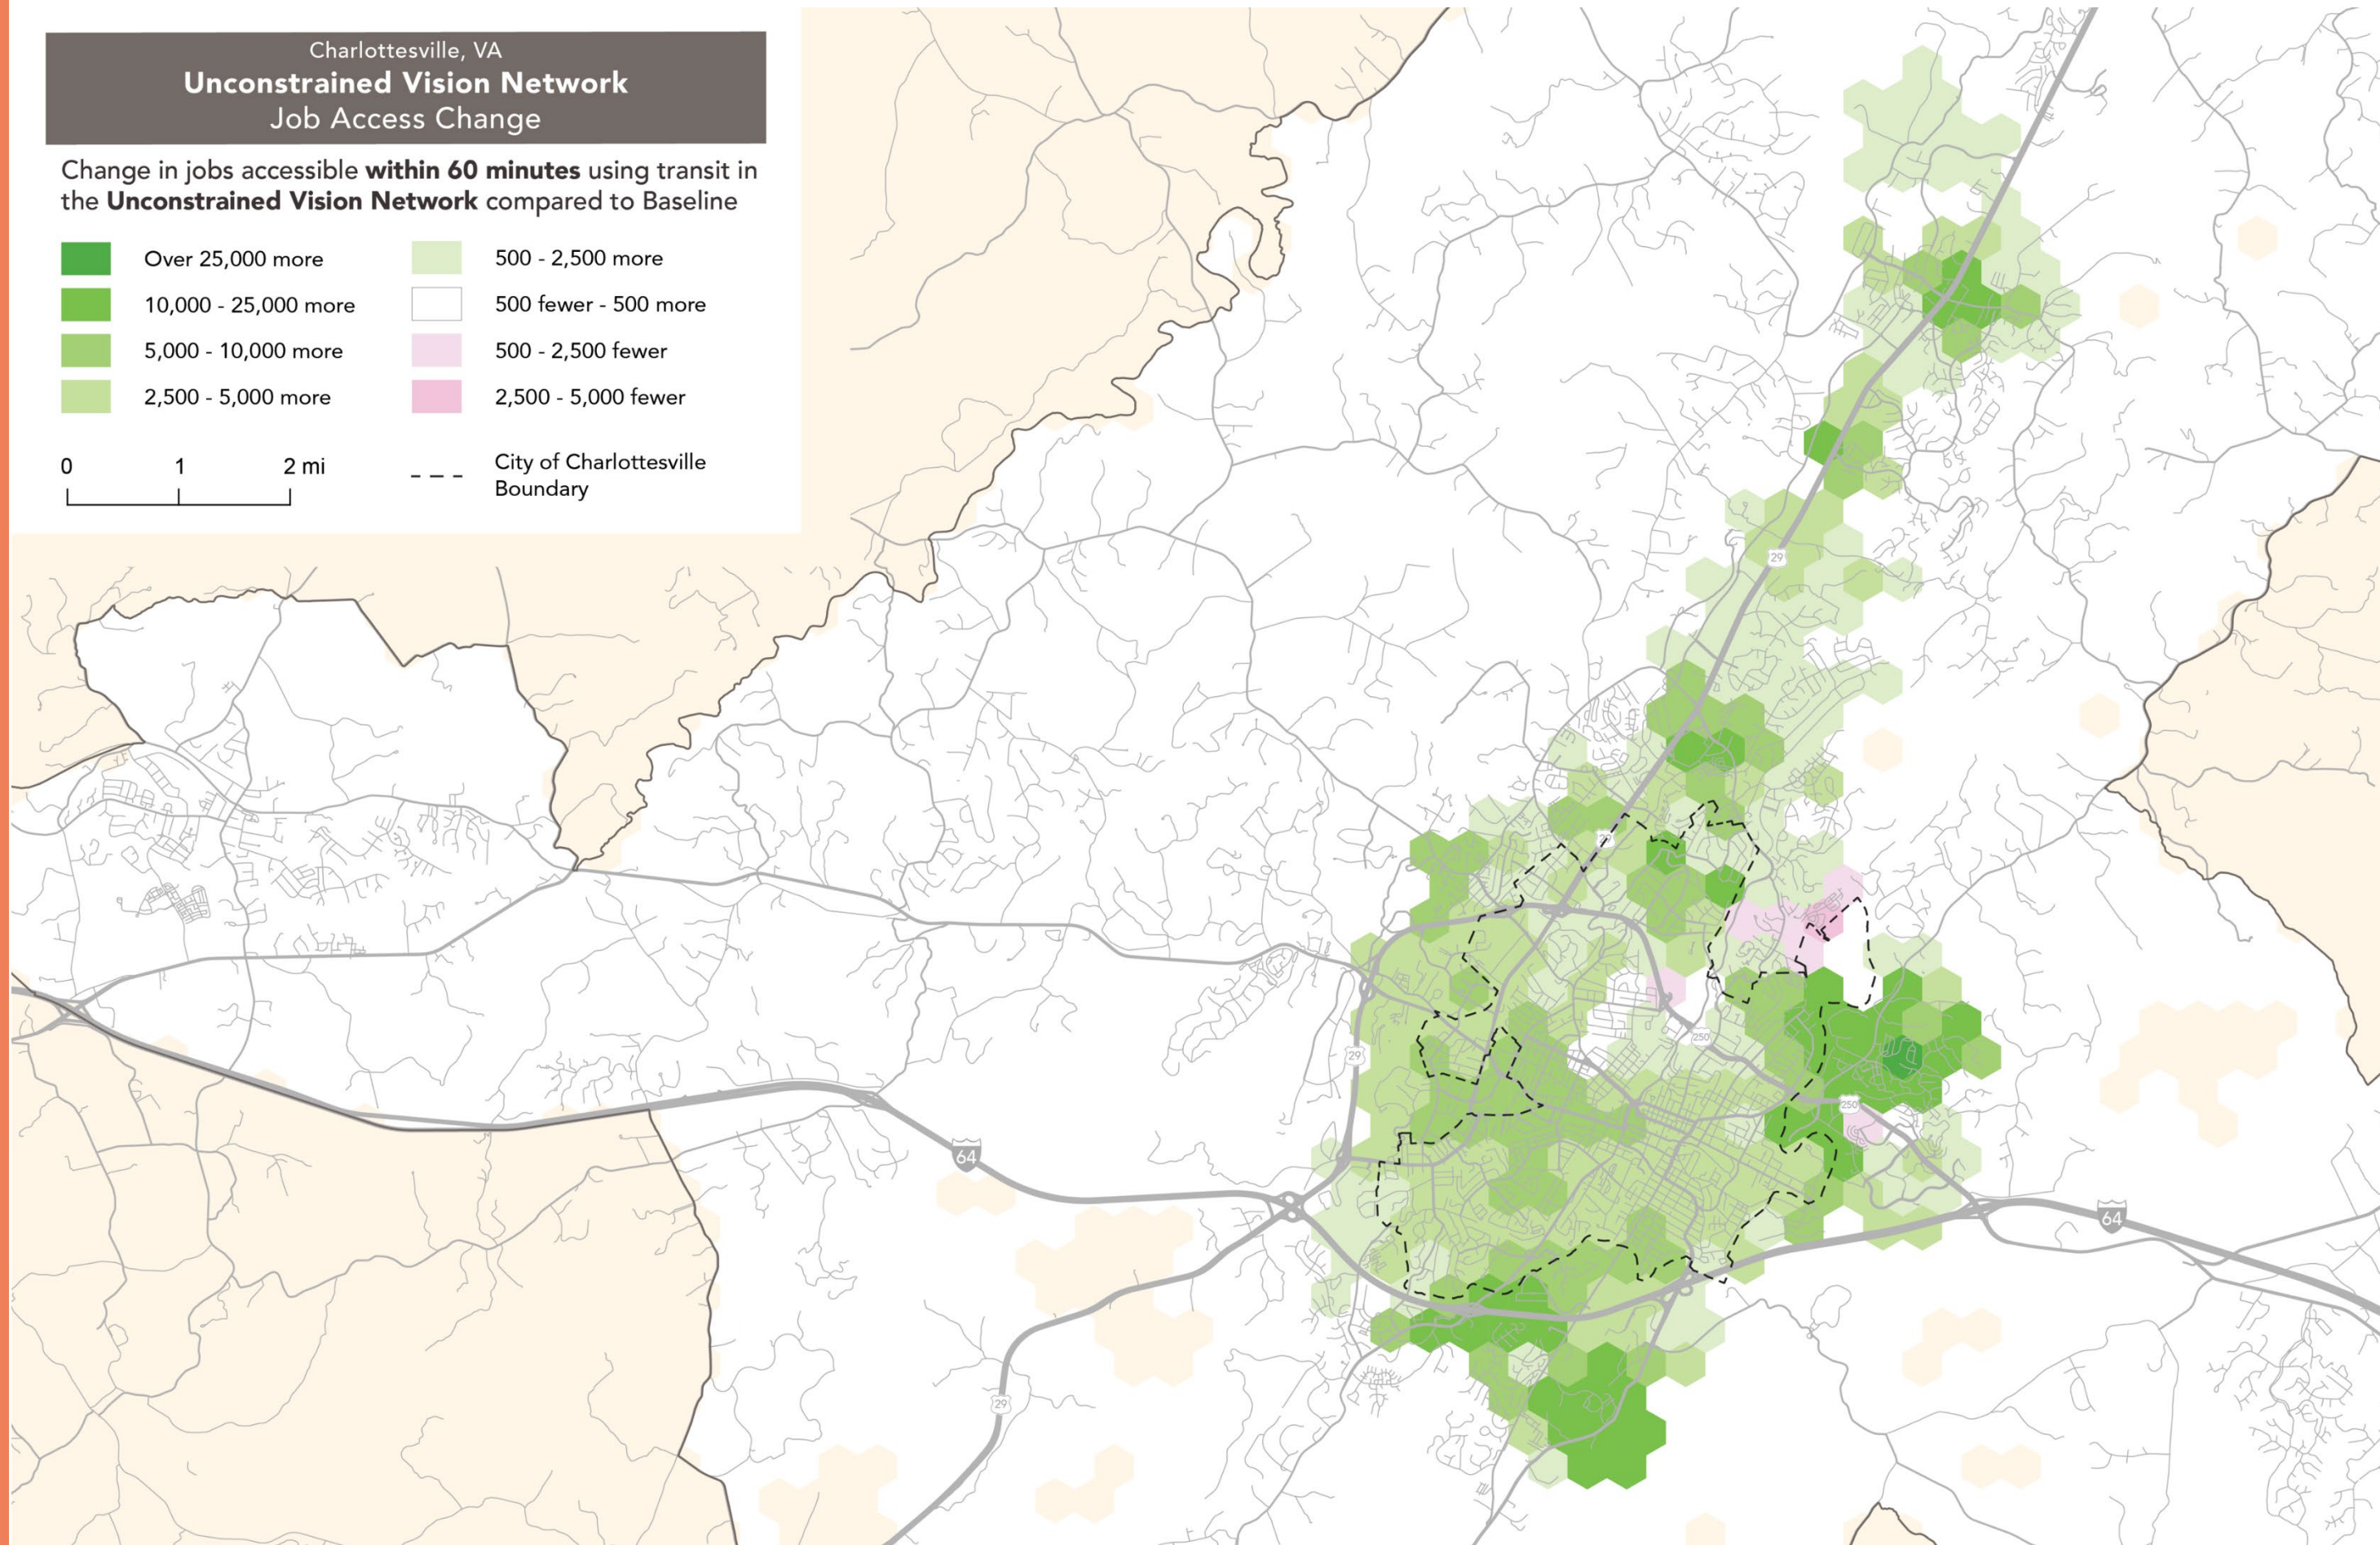 Charlottesville, VA
Unconstrained Vision Network
Job Access Change
Change in jobs accessible within 60 minutes using transit in
the Unconstrained Vision Network compared to Baseline
Over 25,000 more
10,000 - 25,000 more
5,000 - 10,000 more
2,500 - 5,000 more
500 - 2,500 more
500 fewer - 500 more
500 - 2,500 fewer
2,500 - 5,000 fewer
0 1 2 mi
City of Charlottesville
Boundary
29
250
29
250
64
64
29